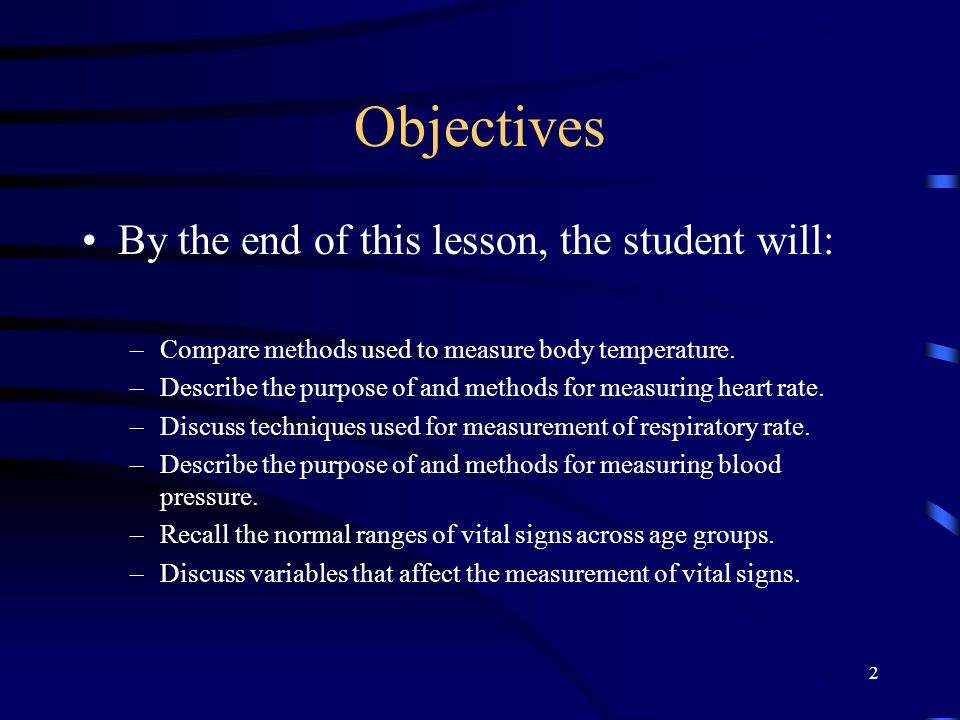 Objectives
• By the end of this lesson, the student will:
– Compare methods used to measure body temperature.
– Describe the purpose of and methods for measuring heart rate.
– Discuss techniques used for measurement of respiratory rate.
– Describe the purpose of and methods for measuring blood
pressure.
– Recall the normal ranges of vital signs across age groups.
– Discuss variables that affect the measurement of vital signs.
2